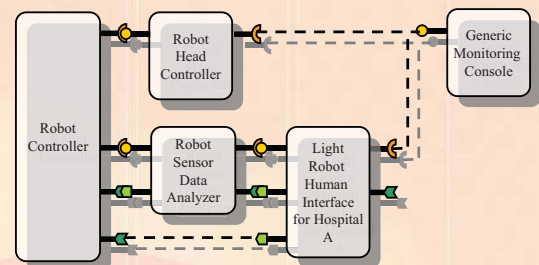 Robot
Head
Controller
Generic
Monitoring
Console
Robot
Controller
Robot
Sensor
Data
Analyzer
Light
Robot
Human
Interface
for Hospital
A